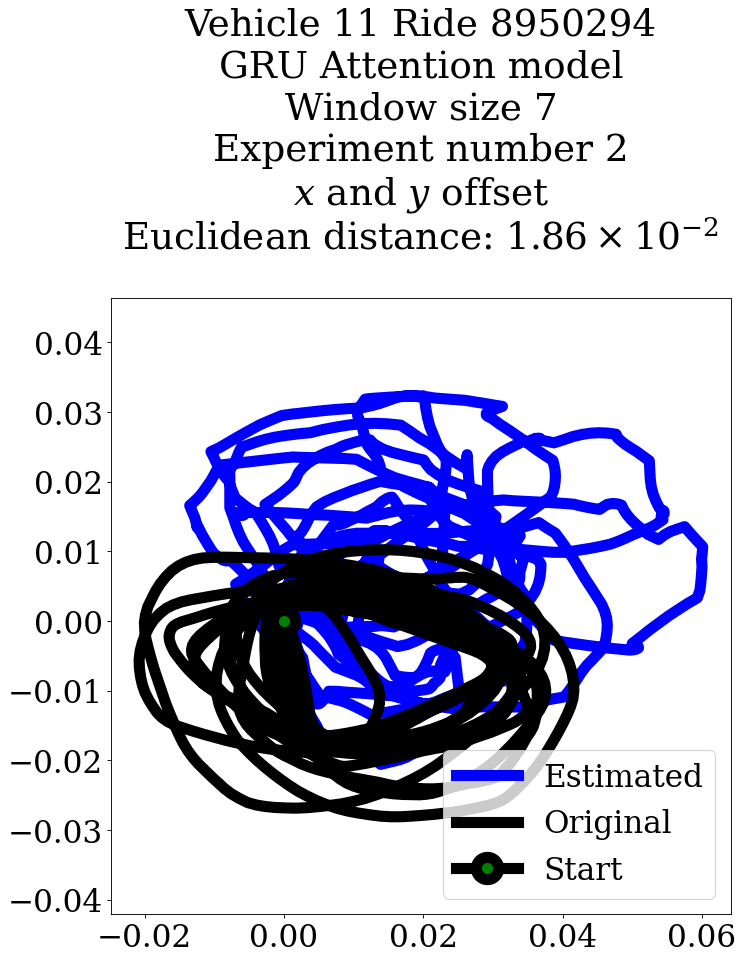 Vehicle 11 Ride 8950294
GRU Attention model
Window size 7
Experiment number 2
x and y offset
Euclidean distance: 1.86 × 10⁻²
0.04
0.03
0.02
0.01
0.00
−0.01
−0.02
−0.03
−0.04
Estimated
Original
Start
−0.02 0.00 0.02 0.04 0.06